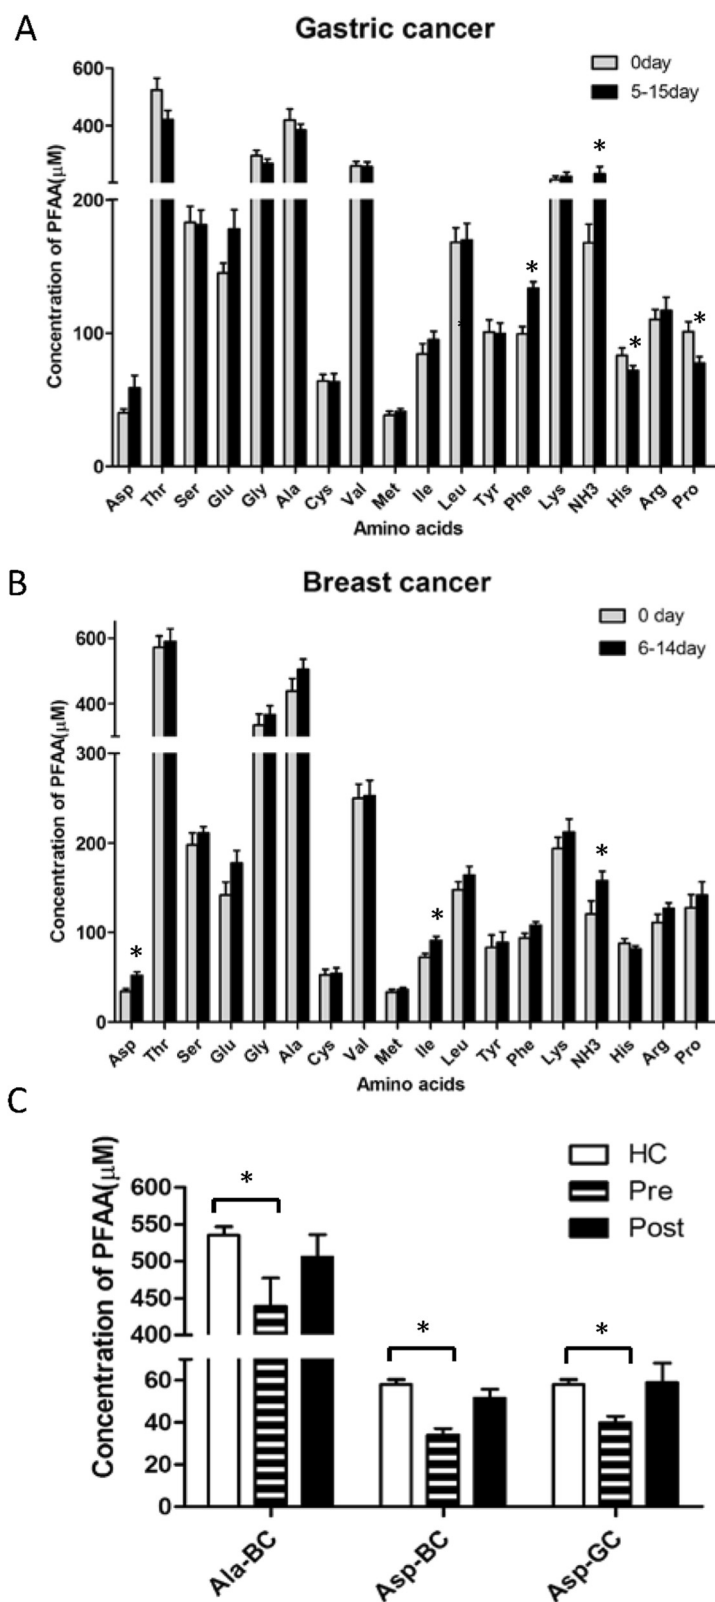 A
Gastric cancer
0day
5-15day
Concentration of PFAA(μM)
600
400
200
100
0
*
*
*
*
Asp Thr Ser Glu Gly Ala Cys Val Met Ile Leu Tyr Phe Lys NH3 His Arg Pro
Amino acids
B
Breast cancer
0 day
6-14day
Concentration of PFAA(μM)
600
400
300
200
100
0
*
*
*
Asp Thr Ser Glu Gly Ala Cys Val Met Ile Leu Tyr Phe Lys NH3 His Arg Pro
Amino acids
C
HC
Pre
Post
Concentration of PFAA(μM)
600
550
500
450
400
60
40
20
0
*
*
*
Ala-BC Asp-BC Asp-GC